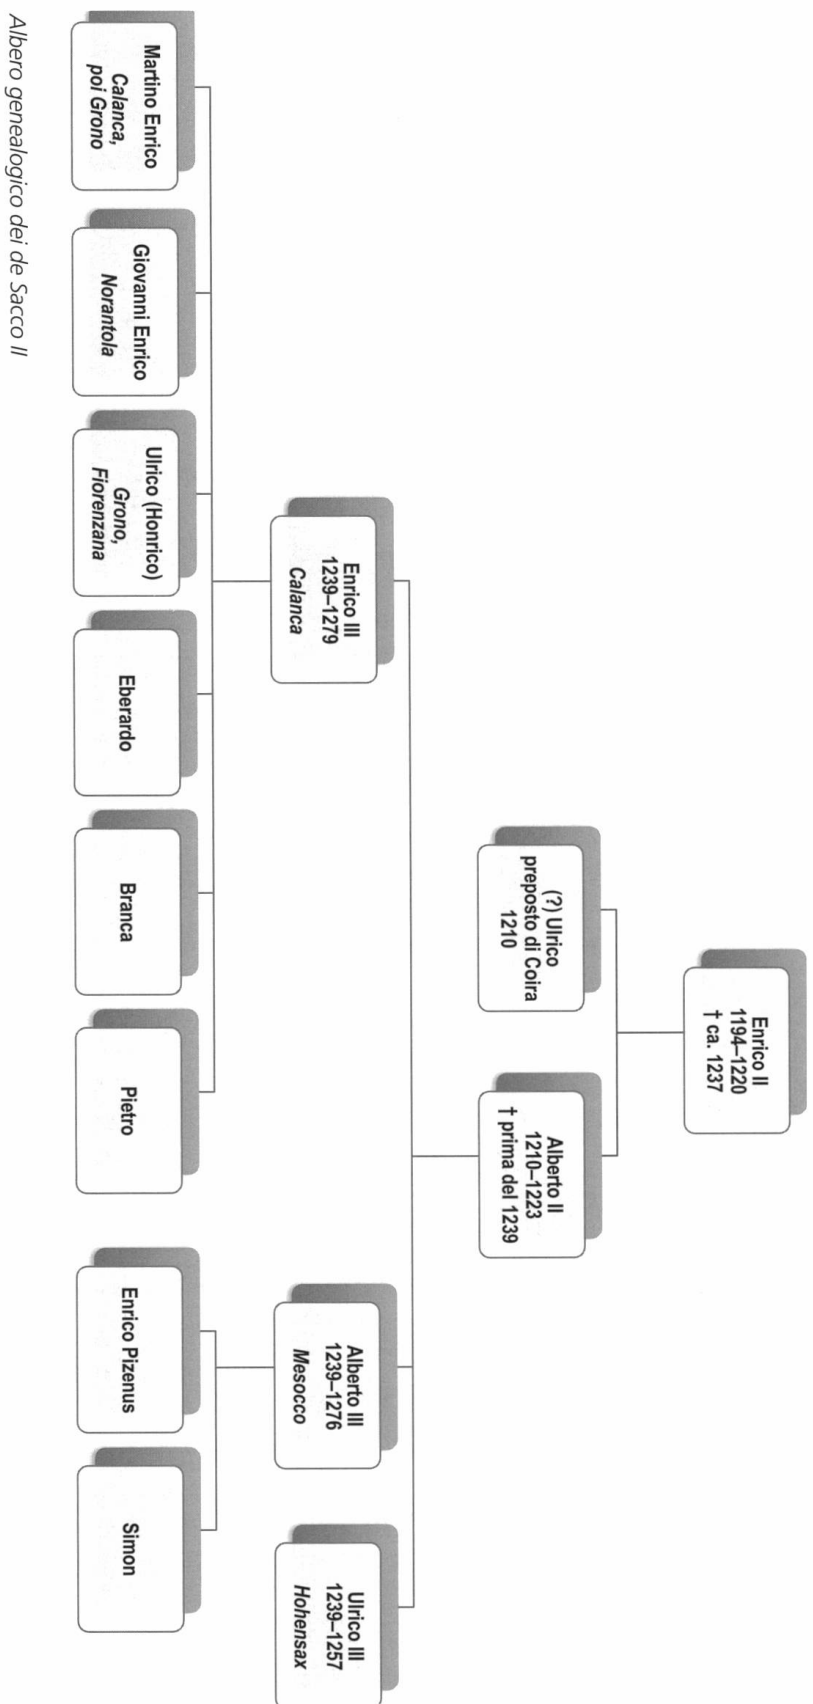 Enrico II
1194–1220
† ca. 1237
(?) Ulrico
preposto di Coira
1210
Alberto II
1210–1223
† prima del 1239
Enrico III
1239–1279
Calanca
Alberto III
1239–1276
Mesocco
Ulrico III
1239–1257
Hohensax
Martino Enrico
Calanca,
poi Grono
Giovanni Enrico
Norantola
Ulrico (Honrico)
Grono,
Fiorenzana
Eberardo
Branca
Pietro
Enrico Pizenus
Simon
Albero genealogico dei de Sacco II